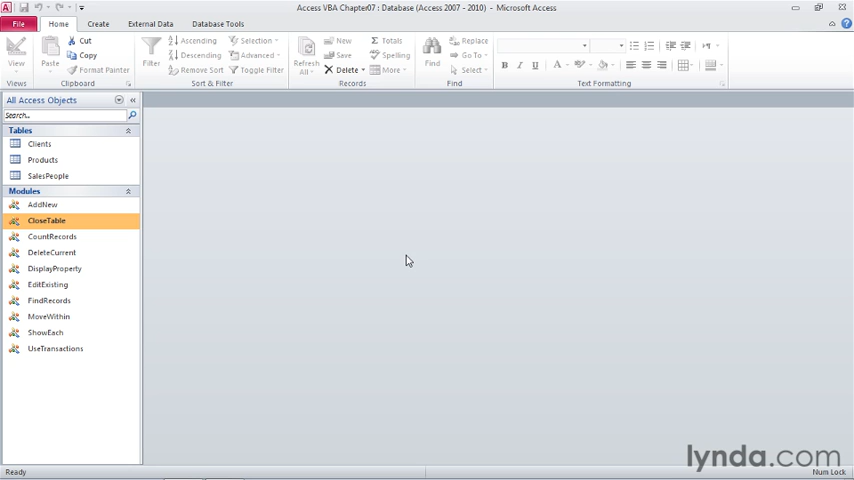 Access VBA Chapter07 : Database (Access 2007 - 2010) - Microsoft Access
File Home Create External Data Database Tools
View
Views
Paste
Cut
Copy
Format Painter
Clipboard
Filter
Ascending
Descending
Remove Sort
Selection
Advanced
Toggle Filter
Sort & Filter
Refresh
All
New
Save
Delete
Totals
Spelling
More
Records
Find
Replace
Go To
Select
Find
B I U A
Text Formatting
All Access Objects
Search...
Tables
Clients
Products
SalesPeople
Modules
AddNew
CloseTable
CountRecords
DeleteCurrent
DisplayProperty
EditExisting
FindRecords
MoveWithin
ShowEach
UseTransactions
lynda.com
Ready
Num Lock